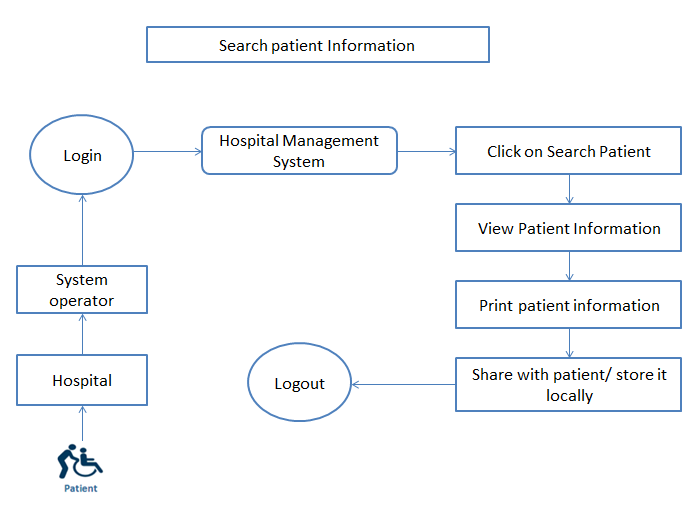 Search patient Information
Login
Hospital Management
System
Click on Search Patient
View Patient Information
System
operator
Print patient information
Hospital
Logout
Share with patient/ store it
locally
Patient